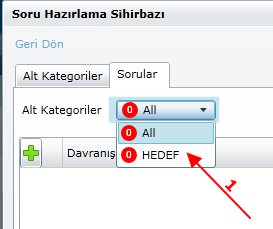 Soru Hazırlama Sihirbazı
Geri Dön
Alt Kategoriler Sorular
Alt Kategoriler 0 All
0 All
Davranış 0 HEDEF
1